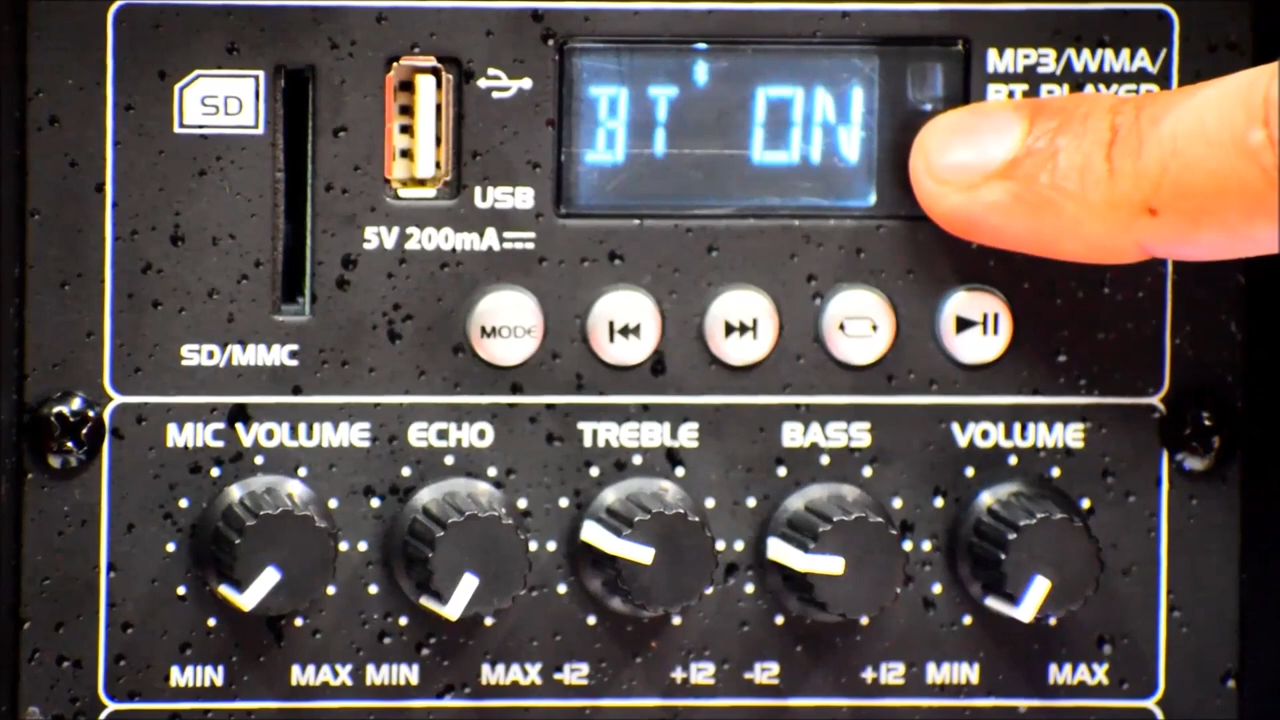 SD
BT ON
MP3/WMA/
BT PLAYER
USB
5V 200mA
MODE
SD/MMC
MIC VOLUME ECHO TREBLE BASS VOLUME
MIN MAX MIN MAX -12 +12 -12 +12 MIN MAX